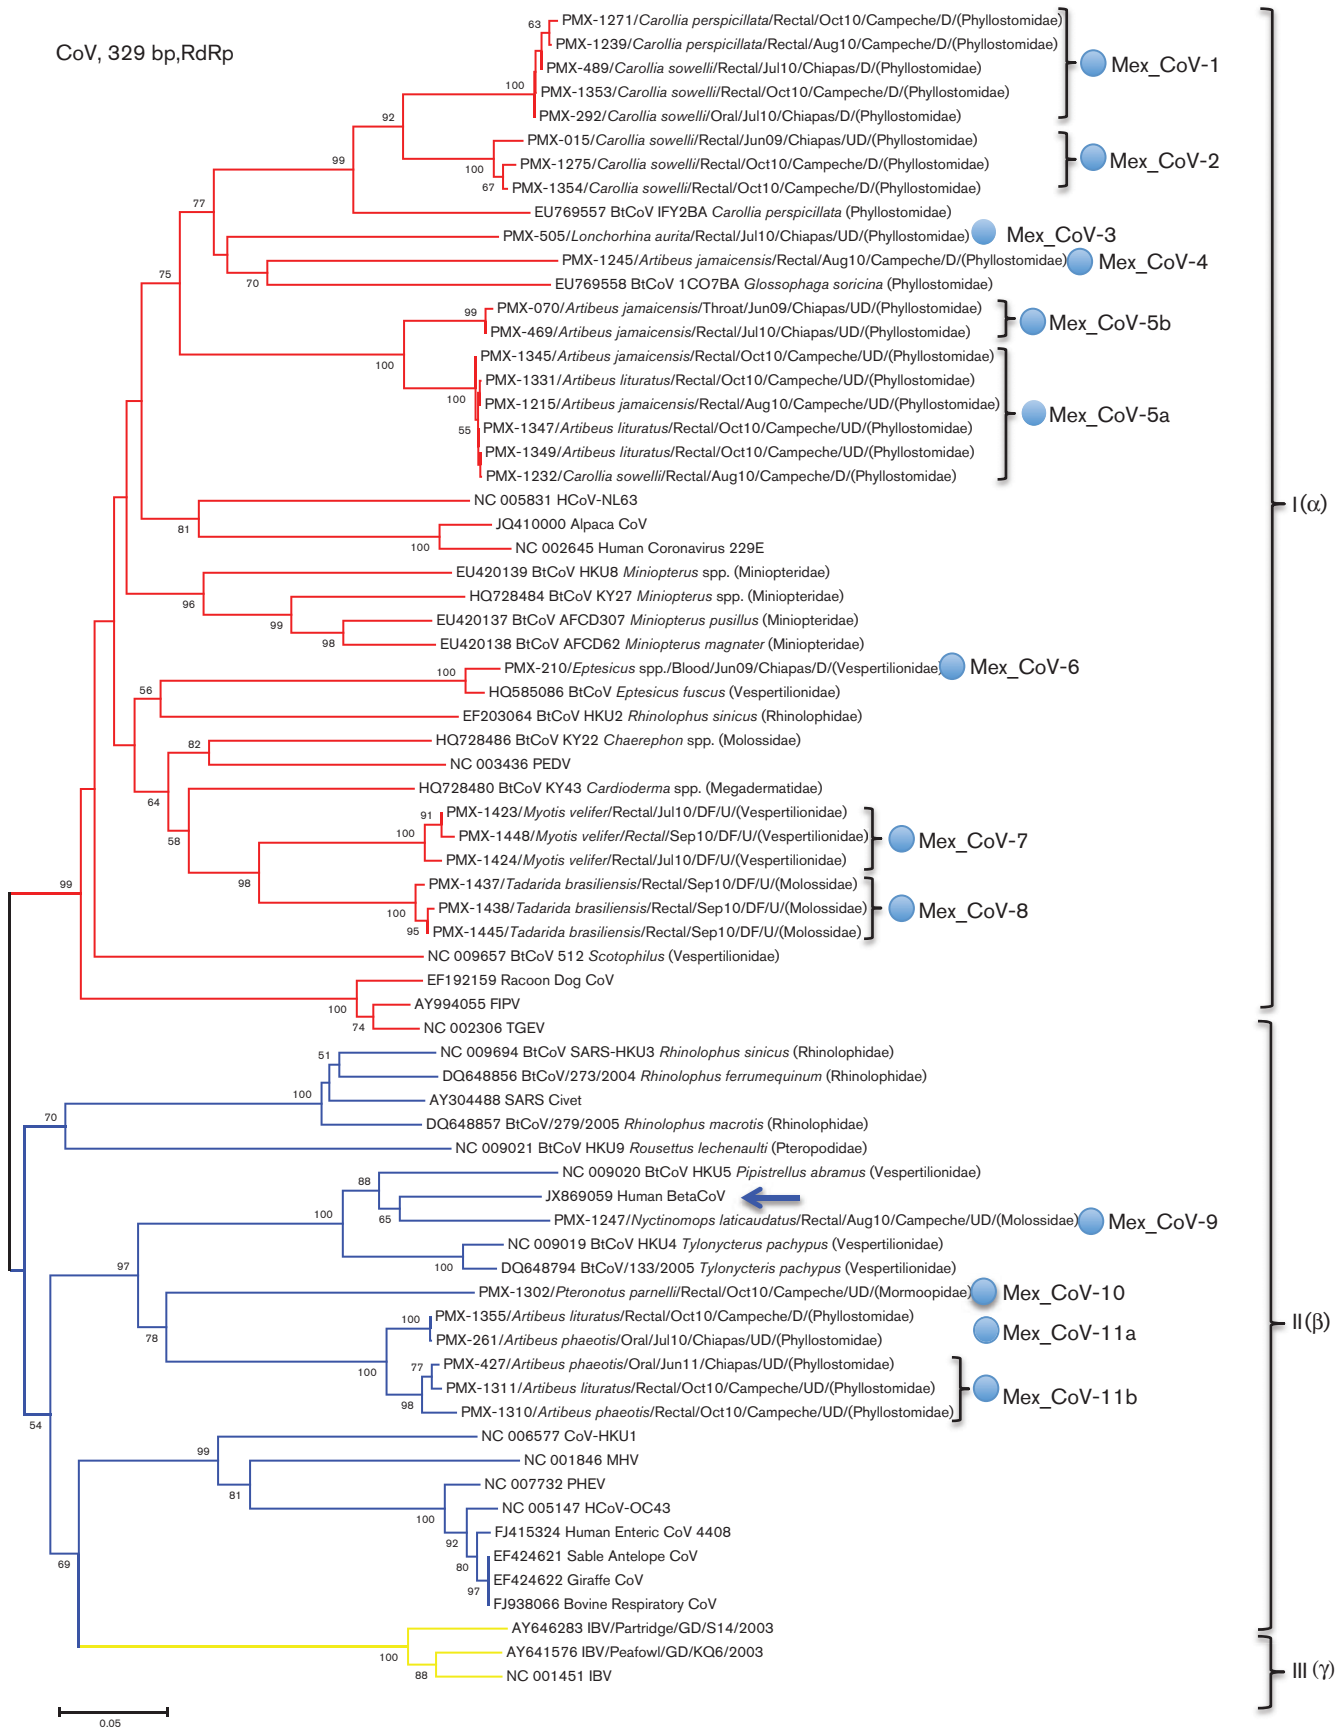 CoV, 329 bp,RdRp
63
PMX-1271/Carollia perspicillata/Rectal/Oct10/Campeche/D/(Phyllostomidae)
PMX-1239/Carollia perspicillata/Rectal/Aug10/Campeche/D/(Phyllostomidae)
PMX-489/Carollia sowelli/Rectal/Jul10/Chiapas/D/(Phyllostomidae)
Mex_CoV-1
100
PMX-1353/Carollia sowelli/Rectal/Oct10/Campeche/D/(Phyllostomidae)
PMX-292/Carollia sowelli/Oral/Jul10/Chiapas/D/(Phyllostomidae)
92
PMX-015/Carollia sowelli/Rectal/Jun09/Chiapas/UD/(Phyllostomidae)
99
100
PMX-1275/Carollia sowelli/Rectal/Oct10/Campeche/D/(Phyllostomidae)
Mex_CoV-2
67
PMX-1354/Carollia sowelli/Rectal/Oct10/Campeche/D/(Phyllostomidae)
77
EU769557 BtCoV IFY2BA Carollia perspicillata (Phyllostomidae)
PMX-505/Lonchorhina aurita/Rectal/Jul10/Chiapas/UD/(Phyllostomidae)
Mex_CoV-3
PMX-1245/Artibeus jamaicensis/Rectal/Aug10/Campeche/D/(Phyllostomidae)
Mex_CoV-4
75
70
EU769558 BtCoV 1CO7BA Glossophaga soricina (Phyllostomidae)
99
PMX-070/Artibeus jamaicensis/Throat/Jun09/Chiapas/UD/(Phyllostomidae)
PMX-469/Artibeus jamaicensis/Rectal/Jul10/Chiapas/UD/(Phyllostomidae)
Mex_CoV-5b
100
PMX-1345/Artibeus jamaicensis/Rectal/Oct10/Campeche/UD/(Phyllostomidae)
PMX-1331/Artibeus lituratus/Rectal/Oct10/Campeche/UD/(Phyllostomidae)
100
PMX-1215/Artibeus jamaicensis/Rectal/Aug10/Campeche/UD/(Phyllostomidae)
Mex_CoV-5a
55
PMX-1347/Artibeus lituratus/Rectal/Oct10/Campeche/UD/(Phyllostomidae)
PMX-1349/Artibeus lituratus/Rectal/Oct10/Campeche/UD/(Phyllostomidae)
PMX-1232/Carollia sowelli/Rectal/Aug10/Campeche/D/(Phyllostomidae)
NC 005831 HCoV-NL63
I (α)
81
JQ410000 Alpaca CoV
100
NC 002645 Human Coronavirus 229E
EU420139 BtCoV HKU8 Miniopterus spp. (Miniopteridae)
96
HQ728484 BtCoV KY27 Miniopterus spp. (Miniopteridae)
99
EU420137 BtCoV AFCD307 Miniopterus pusillus (Miniopteridae)
98
EU420138 BtCoV AFCD62 Miniopterus magnater (Miniopteridae)
100
PMX-210/Eptesicus spp./Blood/Jun09/Chiapas/D/(Vespertilionidae)
Mex_CoV-6
56
HQ585086 BtCoV Eptesicus fuscus (Vespertilionidae)
EF203064 BtCoV HKU2 Rhinolophus sinicus (Rhinolophidae)
82
HQ728486 BtCoV KY22 Chaerephon spp. (Molossidae)
NC 003436 PEDV
64
HQ728480 BtCoV KY43 Cardioderma spp. (Megadermatidae)
91
PMX-1423/Myotis velifer/Rectal/Jul10/DF/U/(Vespertilionidae)
58
100
PMX-1448/Myotis velifer/Rectal/Sep10/DF/U/(Vespertilionidae)
Mex_CoV-7
PMX-1424/Myotis velifer/Rectal/Jul10/DF/U/(Vespertilionidae)
99
98
PMX-1437/Tadarida brasiliensis/Rectal/Sep10/DF/U/(Molossidae)
100
PMX-1438/Tadarida brasiliensis/Rectal/Sep10/DF/U/(Molossidae)
Mex_CoV-8
95
PMX-1445/Tadarida brasiliensis/Rectal/Sep10/DF/U/(Molossidae)
NC 009657 BtCoV 512 Scotophilus (Vespertilionidae)
EF192159 Racoon Dog CoV
100
AY994055 FIPV
74
NC 002306 TGEV
51
NC 009694 BtCoV SARS-HKU3 Rhinolophus sinicus (Rhinolophidae)
DQ648856 BtCoV/273/2004 Rhinolophus ferrumequinum (Rhinolophidae)
100
AY304488 SARS Civet
70
DQ648857 BtCoV/279/2005 Rhinolophus macrotis (Rhinolophidae)
NC 009021 BtCoV HKU9 Rousettus lechenaulti (Pteropodidae)
NC 009020 BtCoV HKU5 Pipistrellus abramus (Vespertilionidae)
88
JX869059 Human BetaCoV
100
65
PMX-1247/Nyctinomops laticaudatus/Rectal/Aug10/Campeche/UD/(Molossidae)
Mex_CoV-9
NC 009019 BtCoV HKU4 Tylonycterus pachypus (Vespertilionidae)
97
100
DQ648794 BtCoV/133/2005 Tylonycteris pachypus (Vespertilionidae)
PMX-1302/Pteronotus parnelli/Rectal/Oct10/Campeche/UD/(Mormoopidae)
Mex_CoV-10
78
100
PMX-1355/Artibeus lituratus/Rectal/Oct10/Campeche/D/(Phyllostomidae)
Mex_CoV-11a
II (β)
PMX-261/Artibeus phaeotis/Oral/Jul10/Chiapas/UD/(Phyllostomidae)
100
77
PMX-427/Artibeus phaeotis/Oral/Jun11/Chiapas/UD/(Phyllostomidae)
PMX-1311/Artibeus lituratus/Rectal/Oct10/Campeche/UD/(Phyllostomidae)
Mex_CoV-11b
98
PMX-1310/Artibeus phaeotis/Rectal/Oct10/Campeche/UD/(Phyllostomidae)
54
NC 006577 CoV-HKU1
99
NC 001846 MHV
81
NC 007732 PHEV
NC 005147 HCoV-OC43
100
FJ415324 Human Enteric CoV 4408
92
EF424621 Sable Antelope CoV
69
80
EF424622 Giraffe CoV
97
FJ938066 Bovine Respiratory CoV
AY646283 IBV/Partridge/GD/S14/2003
100
AY641576 IBV/Peafowl/GD/KQ6/2003
III (γ)
88
NC 001451 IBV
0.05